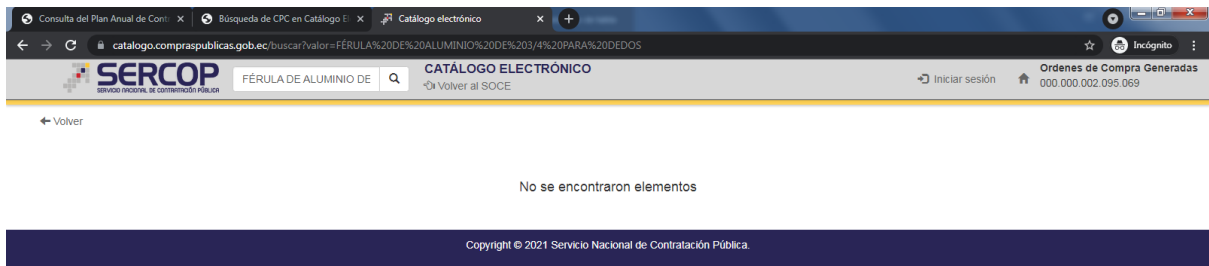 Consulta del Plan Anual de Cont
Búsqueda de CPC en Catálogo El
Catálogo electrónico
catalogo.compraspublicas.gob.ec/buscar?valor=FÉRULA%20DE%20ALUMINIO%20DE%203/4%20PARA%20DEDOS
Incógnito
SERCOP
SERVICIO NACIONAL DE CONTRATACIÓN PÚBLICA
FÉRULA DE ALUMINIO DE
CATÁLOGO ELECTRÓNICO
Volver al SOCE
Iniciar sesión
Ordenes de Compra Generadas
000.000.002.095.069
Volver
No se encontraron elementos
Copyright © 2021 Servicio Nacional de Contratación Pública.